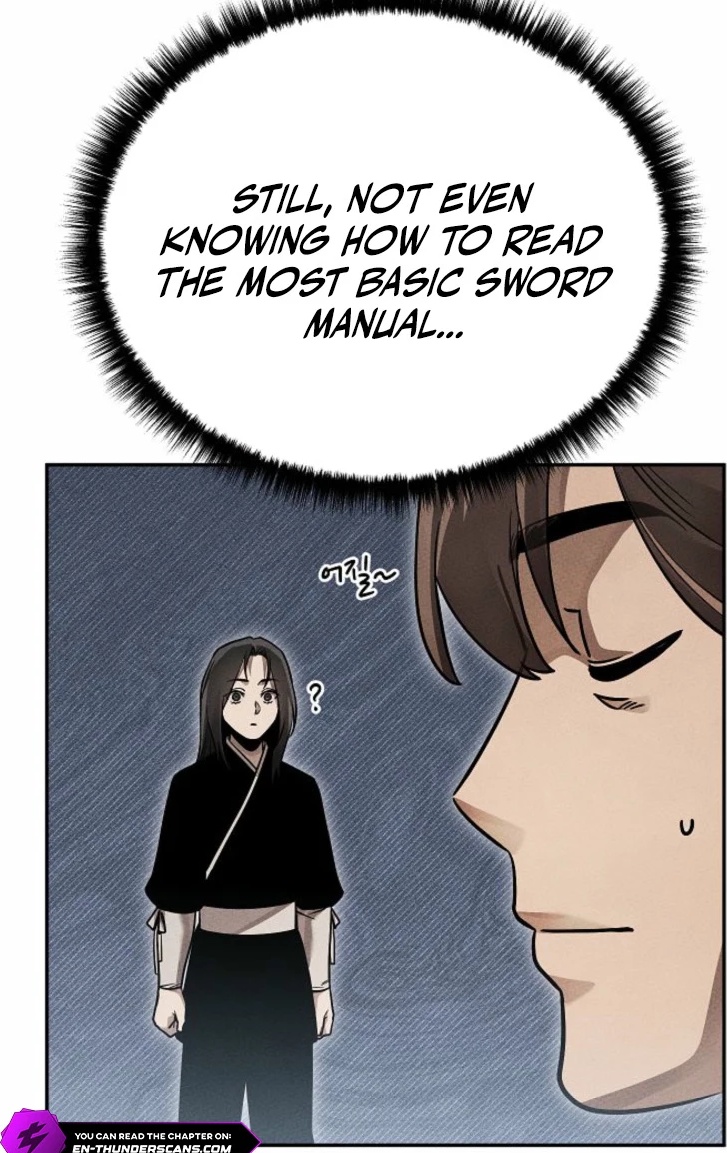 STILL, NOT EVEN
KNOWING HOW TO READ
THE MOST BASIC SWORD
MANUAL...
어질~
?
YOU CAN READ THE CHAPTER ON:
EN-THUNDERSCANS.COM